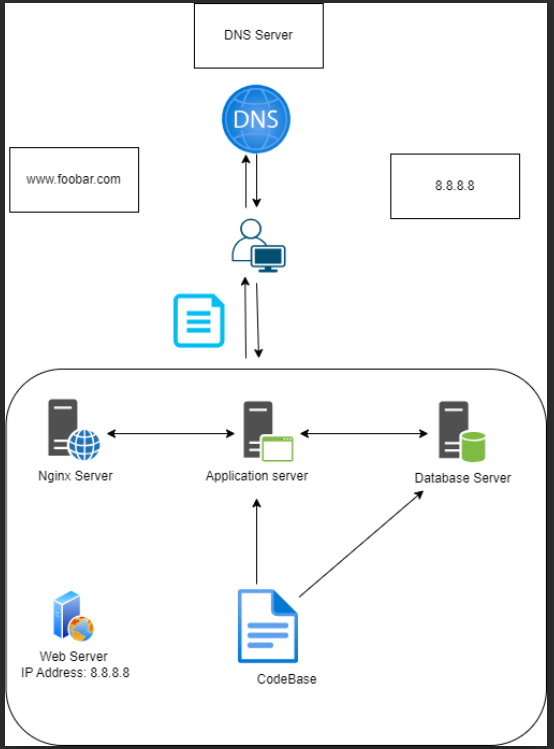 DNS Server
DNS
www.foobar.com
8.8.8.8
Nginx Server
Application server
Database Server
Web Server
IP Address: 8.8.8.8
CodeBase